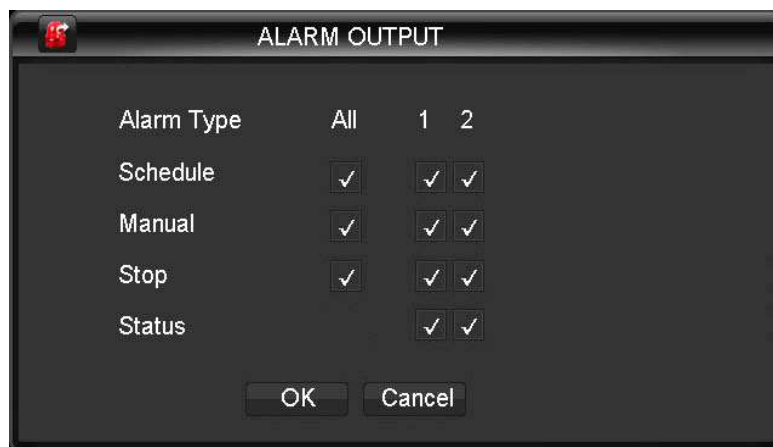 ALARM OUTPUT
Alarm Type All 1 2
Schedule
Manual
Stop
Status
OK Cancel